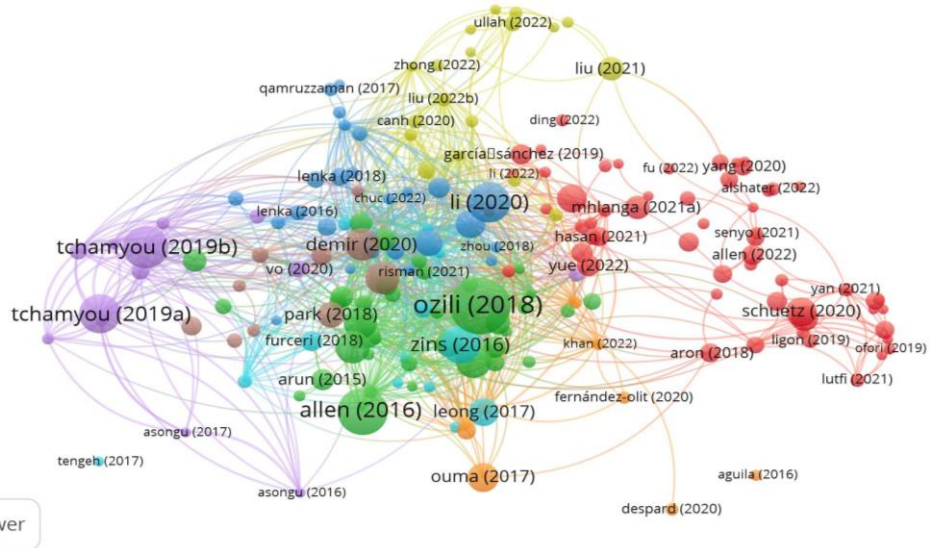 ullah (2022)
zhong (2022)
liu (2021)
qamruzzaman (2017)
liu (2022b)
canh (2020)
ding (2022)
garcía□sánchez (2019)
fu (2022)
yang (2020)
lenka (2018)
li (2022)
alshater (2022)
chuc (2022)
li (2020)
mhlanga (2021a)
lenka (2016)
senyo (2021)
hasan (2021)
tchamyou (2019b)
demir (2020)
zhou (2018)
allen (2022)
vo (2020)
risman (2021)
yue (2022)
yan (2021)
ozili (2018)
tchamyou (2019a)
park (2018)
schuetz (2020)
furceri (2018)
zins (2016)
khan (2022)
ligon (2019)
ofori (2019)
aron (2018)
arun (2015)
lutfi (2021)
fernández-olit (2020)
allen (2016)
leong (2017)
asongu (2017)
tengeh (2017)
ouma (2017)
aguila (2016)
asongu (2016)
despard (2020)
wer